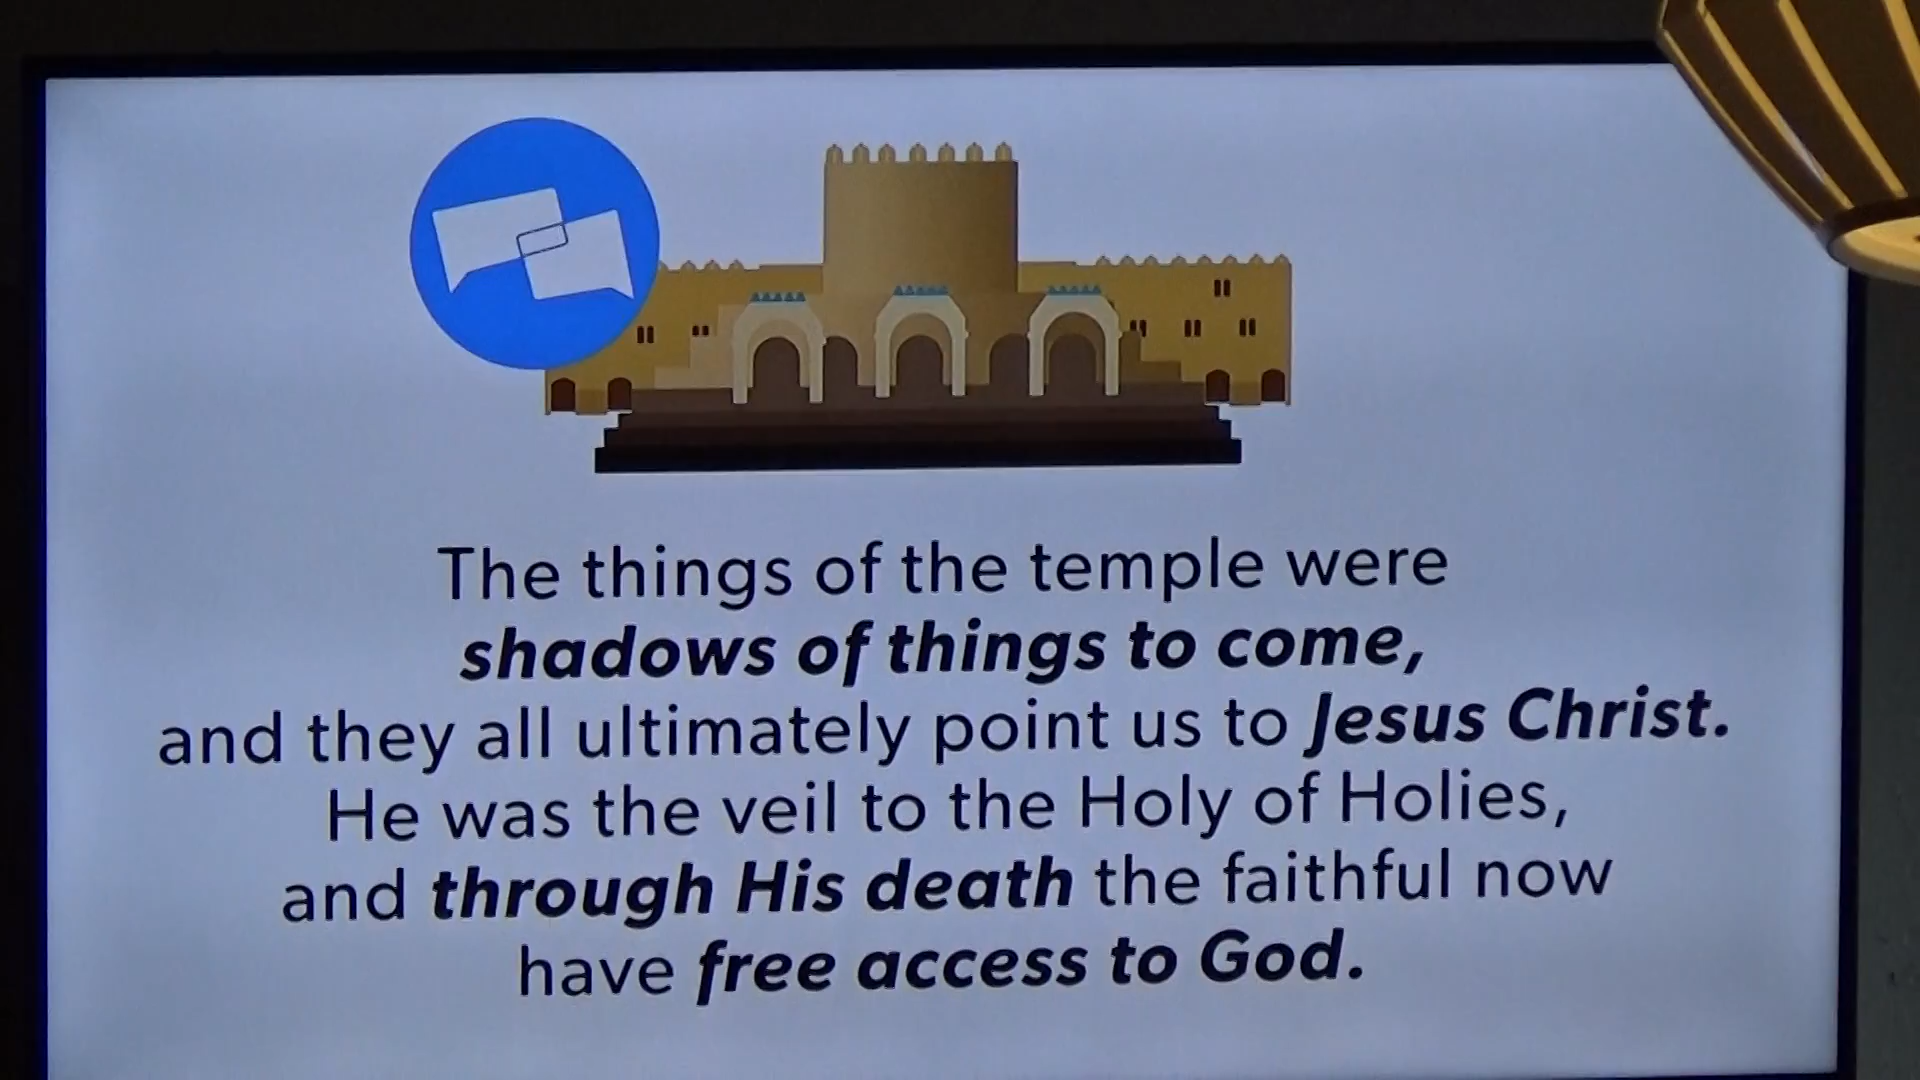 The things of the temple were
shadows of things to come,
and they all ultimately point us to Jesus Christ.
He was the veil to the Holy of Holies,
and through His death the faithful now
have free access to God.